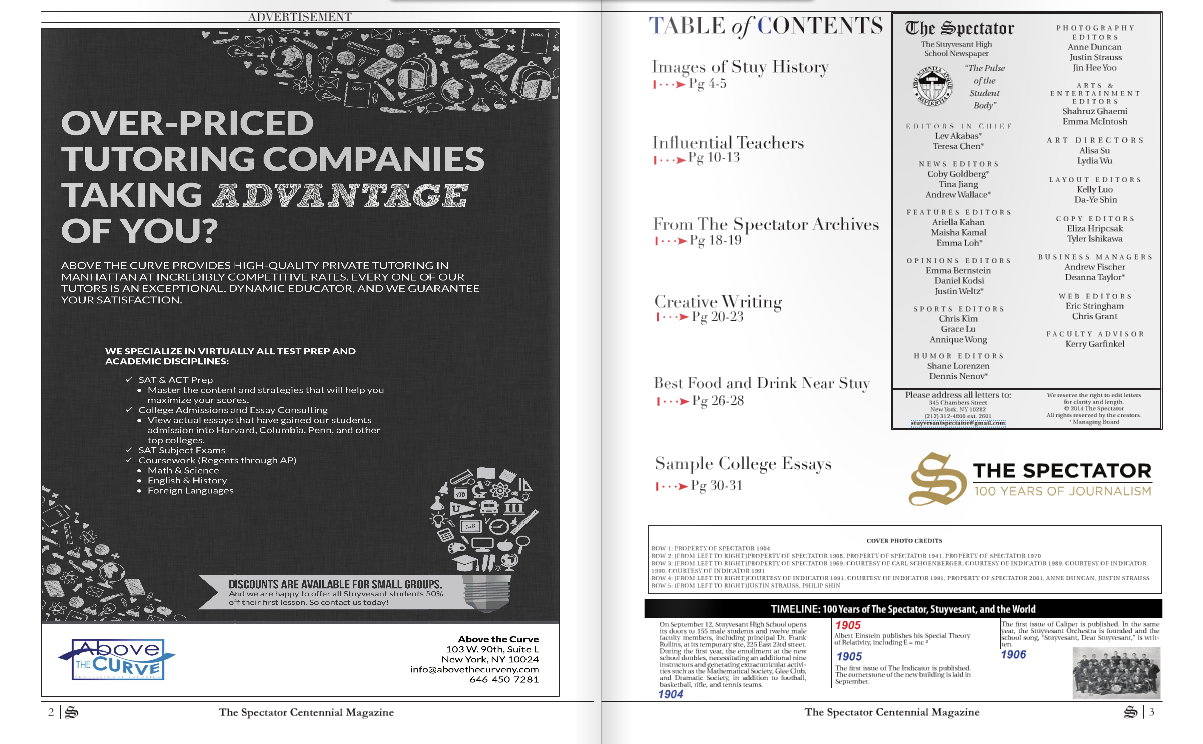 ADVERTISEMENT
OVER-PRICED
TUTORING COMPANIES
TAKING ADVANTAGE
OF YOU?
ABOVE THE CURVE PROVIDES HIGH-QUALITY PRIVATE TUTORING IN
MANHATTAN AT INCREDIBLY COMPETITIVE RATES. EVERY ONE OF OUR
TUTORS IS AN EXCEPTIONAL, DYNAMIC EDUCATOR, AND WE GUARANTEE
YOUR SATISFACTION.
WE SPECIALIZE IN VIRTUALLY ALL TEST PREP AND
ACADEMIC DISCIPLINES:
✓ SAT & ACT Prep
• Master the content and strategies that will help you
maximize your scores.
✓ College Admissions and Essay Consulting
• View actual essays that have gained our students
admission into Harvard, Columbia, Penn, and other
top colleges.
✓ SAT Subject Exams
✓ Coursework (Regents through AP)
• Math & Science
• English & History
• Foreign Languages
DISCOUNTS ARE AVAILABLE FOR SMALL GROUPS.
And we are happy to offer all Stuyvesant students 50%
off their first lesson. So contact us today!
Above
THE CURVE
Above the Curve
103 W. 90th, Suite L
New York, NY 10024
info@abovethecurveny.com
646-450-7281
2
The Spectator Centennial Magazine
TABLE of CONTENTS
Images of Stuy History
Pg 4-5
Influential Teachers
Pg 10-13
From The Spectator Archives
Pg 18-19
Creative Writing
Pg 20-23
Best Food and Drink Near Stuy
Pg 26-28
Sample College Essays
Pg 30-31
The Spectator
The Stuyvesant High
School Newspaper
"The Pulse
of the
Student
Body"
EDITORS IN CHIEF
Lev Akabas*
Teresa Chen*
NEWS EDITORS
Coby Goldberg*
Tina Jiang
Andrew Wallace*
FEATURES EDITORS
Ariella Kahan
Maisha Kamal
Emma Loh*
OPINIONS EDITORS
Emma Bernstein
Daniel Kodsi
Justin Weltz*
SPORTS EDITORS
Chris Kim
Grace Lu
Annique Wong
HUMOR EDITORS
Shane Lorenzen
Dennis Nenov*
PHOTOGRAPHY
EDITORS
Anne Duncan
Justin Strauss
Jin Hee Yoo
ARTS &
ENTERTAINMENT
EDITORS
Shahruz Ghaemi
Emma McIntosh
ART DIRECTORS
Alisa Su
Lydia Wu
LAYOUT EDITORS
Kelly Luo
Da-Ye Shin
COPY EDITORS
Eliza Hripcsak
Tyler Ishikawa
BUSINESS MANAGERS
Andrew Fischer
Deanna Taylor*
WEB EDITORS
Eric Stringham
Chris Grant
FACULTY ADVISOR
Kerry Garfinkel
Please address all letters to:
345 Chambers Street
New York, NY 10282
(212) 312-4800 ext. 2601
stuyvesantspectator@gmail.com
We reserve the right to edit letters
for clarity and length.
© 2014 The Spectator
All rights reserved by the creators.
* Managing Board
THE SPECTATOR
100 YEARS OF JOURNALISM
COVER PHOTO CREDITS
ROW 1: PROPERTY OF SPECTATOR 1904
ROW 2: (FROM LEFT TO RIGHT)PROPERTY OF SPECTATOR 1908, PROPERTY OF SPECTATOR 1941, PROPERTY OF SPECTATOR 1970
ROW 3: (FROM LEFT TO RIGHT)PROPERTY OF SPECTATOR 1969, COURTESY OF CARL SCHOENBERGER, COURTESY OF INDICATOR 1989, COURTESY OF INDICATOR
1990, COURTESY OF INDICATOR 1991
ROW 4: (FROM LEFT TO RIGHT)COURTESY OF INDICATOR 1991, COURTESY OF INDICATOR 1991, PROPERTY OF SPECTATOR 2001, ANNE DUNCAN, JUSTIN STRAUSS
ROW 5: (FROM LEFT TO RIGHT)JUSTIN STRAUSS, PHILIP SHIN
TIMELINE: 100 Years of The Spectator, Stuyvesant, and the World
On September 12, Stuyvesant High School opens
its doors to 155 male students and twelve male
faculty members, including principal Dr. Frank
Rollins, at its temporary site, 225 East 23rd street.
During the first year, the enrollment at the new
school doubles, necessitating an additional nine
instructors and generating extracurricular activi-
ties such as the Mathematical Society, Glee Club,
and Dramatic Society, in addition to football,
basketball, rifle, and tennis teams.
1904
1905
Albert Einstein publishes his Special Theory
of Relativity, including E = mc ²
1905
The first issue of The Indicator is published.
The cornerstone of the new building is laid in
September.
The first issue of Caliper is published. In the same
year, the Stuyvesant Orchestra is founded and the
school song, "Stuyvesant, Dear Stuyvesant," is writ-
ten.
1906
The Spectator Centennial Magazine
3